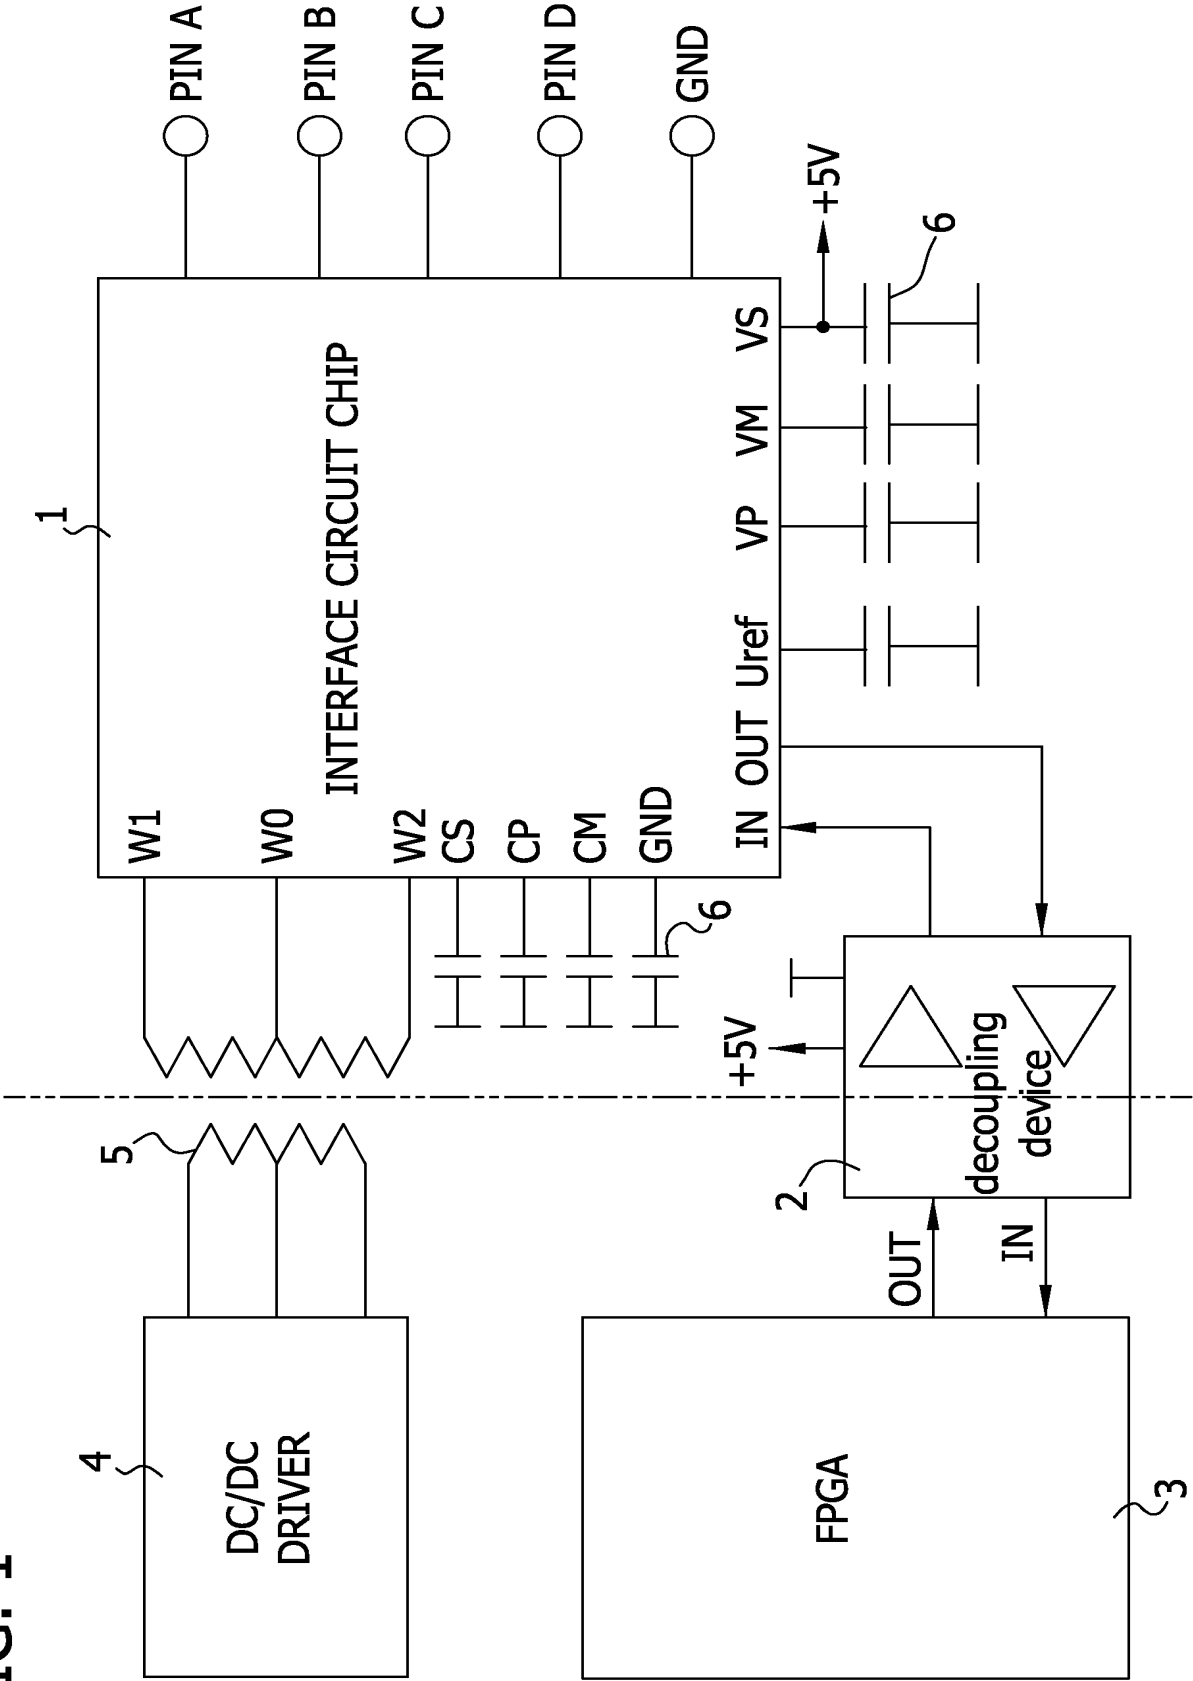 IG. 1
4
5
1
W1
PIN A
DC/DC
DRIVER
W0
INTERFACE CIRCUIT CHIP
PIN B
W2
PIN C
CS
CP
PIN D
CM
GND
GND
6
+5V
IN
OUT
Uref
VP
VM
VS
+5V
2
FPGA
OUT
6
decoupling
device
IN
3